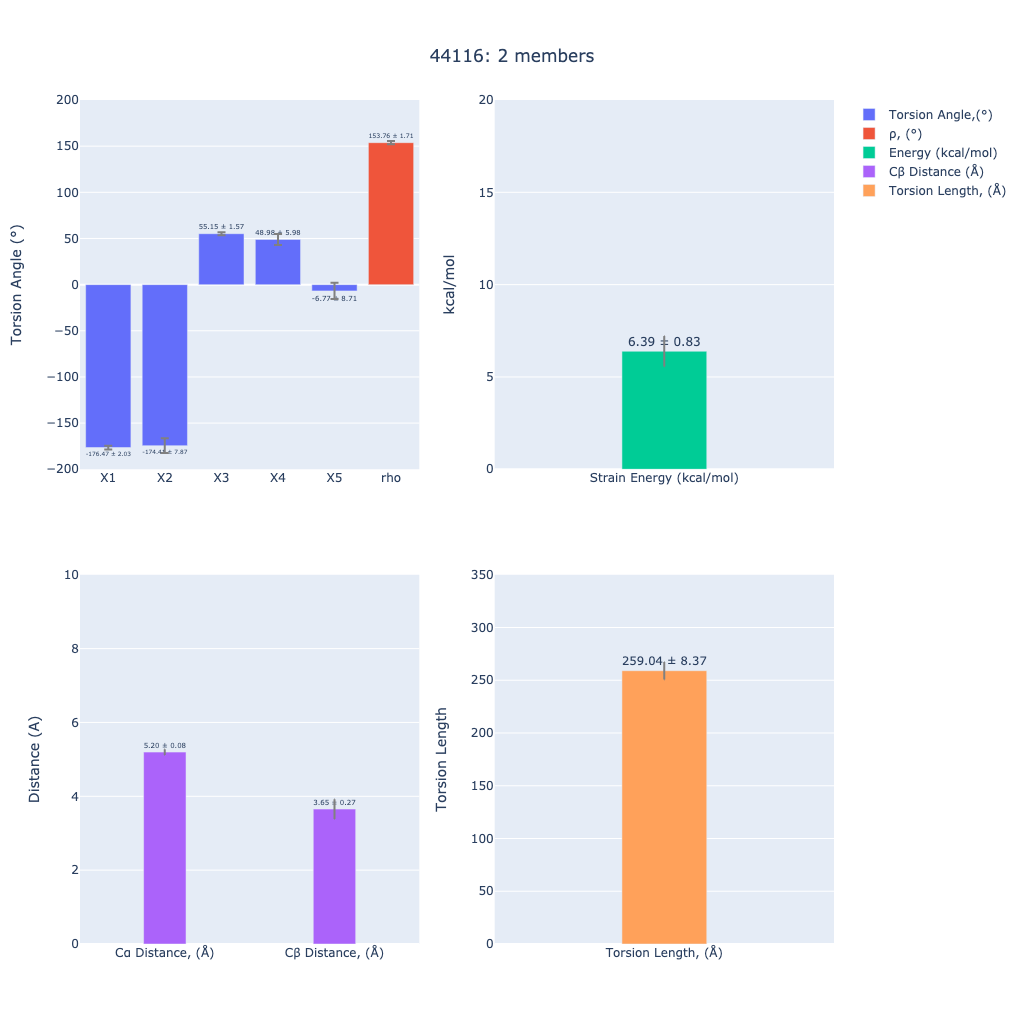 44116: 2 members
200
150
100
50
0
−50
−100
−150
−200
Torsion Angle (°)
153.76 ± 1.71
55.15 ± 1.57
48.98 ± 5.98
-6.77 ± 8.71
-176.47 ± 2.03
X1
X2
X3
X4
X5
rho
20
15
10
5
0
kcal/mol
6.39 ± 0.83
Strain Energy (kcal/mol)
Torsion Angle,(°)
ρ, (°)
Energy (kcal/mol)
Cβ Distance (Å)
Torsion Length, (Å)
10
8
6
4
2
0
Distance (A)
5.20 ± 0.08
3.65 ± 0.27
Cα Distance, (Å)
Cβ Distance, (Å)
350
300
250
200
150
100
50
0
Torsion Length
259.04 ± 8.37
Torsion Length, (Å)